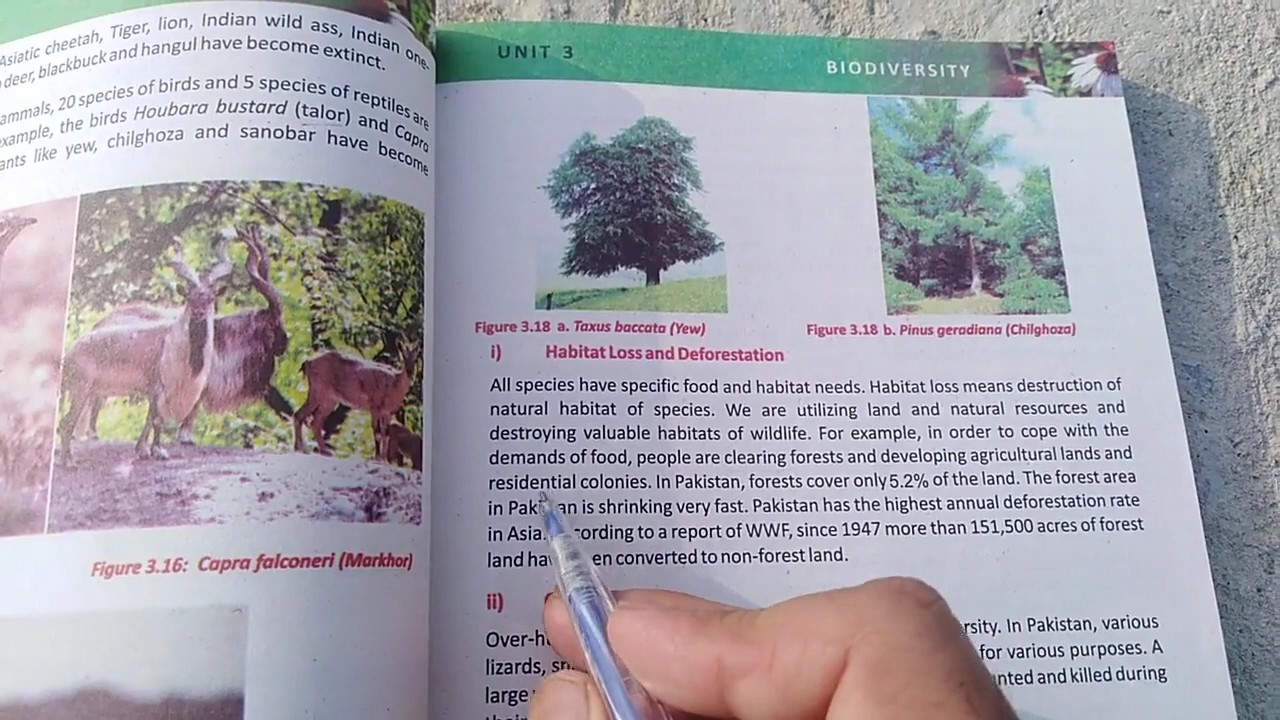 Asiatic cheetah, Tiger, lion, Indian wild ass, Indian one-
deer, blackbuck and hangul have become extinct.
ammals, 20 species of birds and 5 species of reptiles are
example, the birds Houbara bustard (talor) and Capra
ants like yew, chilghoza and sanobar have become
Figure 3.16: Capra falconeri (Markhor)
UNIT 3
BIODIVERSITY
Figure 3.18 a. Taxus baccata (Yew)
Figure 3.18 b. Pinus geradiana (Chilghoza)
i) Habitat Loss and Deforestation
All species have specific food and habitat needs. Habitat loss means destruction of
natural habitat of species. We are utilizing land and natural resources and
destroying valuable habitats of wildlife. For example, in order to cope with the
demands of food, people are clearing forests and developing agricultural lands and
residential colonies. In Pakistan, forests cover only 5.2% of the land. The forest area
in Pak an is shrinking very fast. Pakistan has the highest annual deforestation rate
in Asia. cording to a report of WWF, since 1947 more than 151,500 acres of forest
land ha en converted to non-forest land.
ii)
Over-h rsity. In Pakistan, various
lizards, for various purposes. A
large nted and killed during